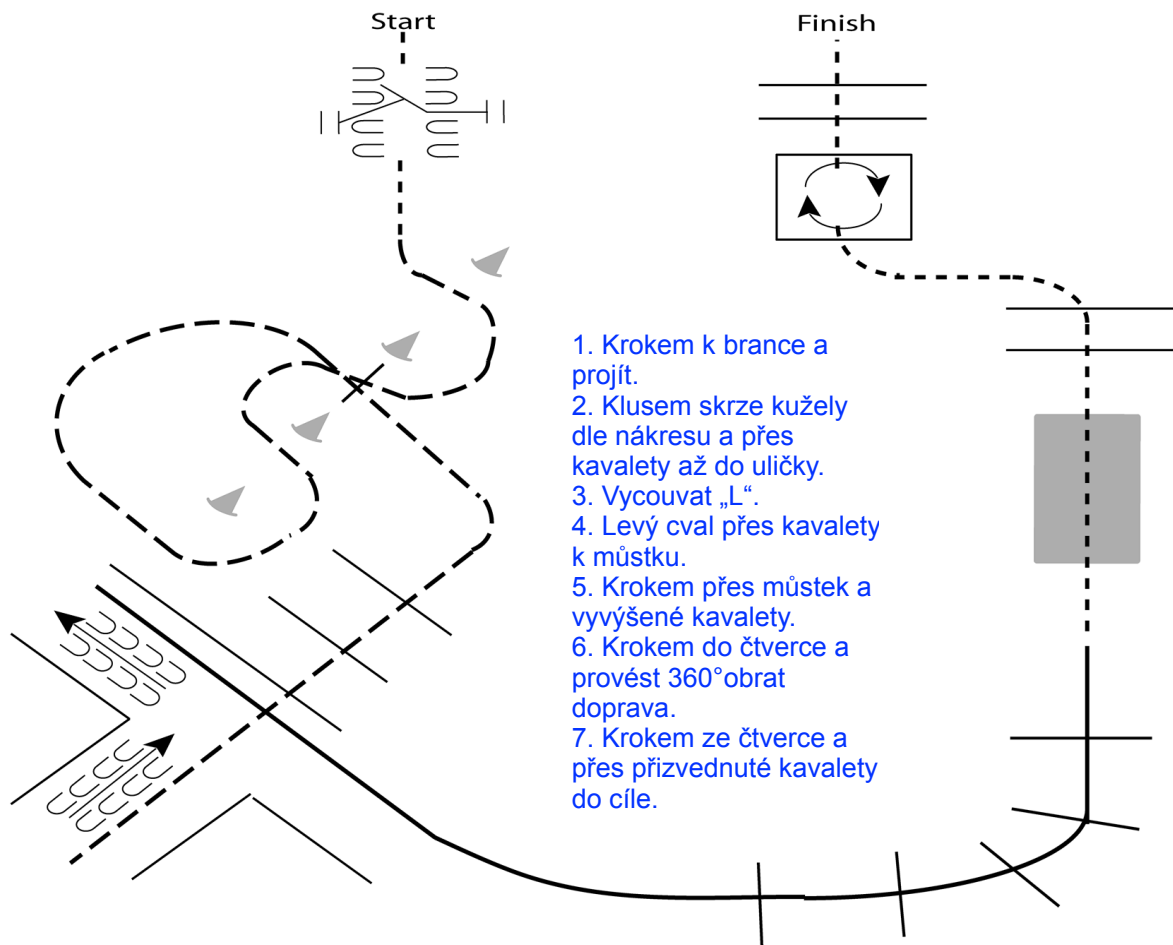 Start
Finish
1. Krokem k brance a
projít.
2. Klusem skrze kužely
dle nákresu a přes
kavalety až do uličky.
3. Vycouvat „L“.
4. Levý cval přes kavalety
k můstku.
5. Krokem přes můstek a
vyvýšené kavalety.
6. Krokem do čtverce a
provést 360°obrat
doprava.
7. Krokem ze čtverce a
přes přizvednuté kavalety
do cíle.